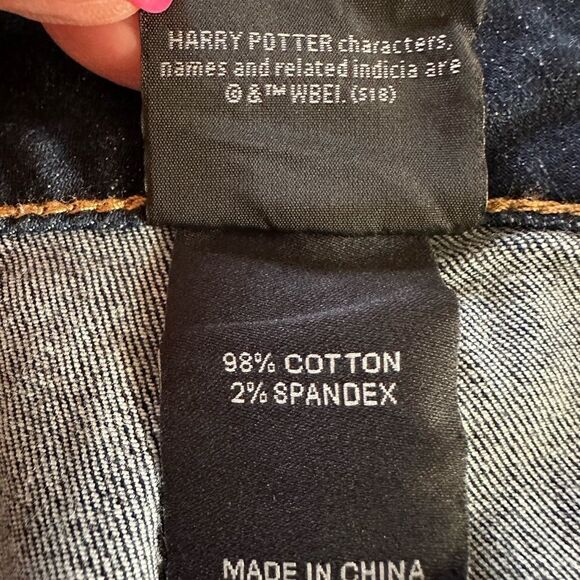 HARRY POTTER characters,
names and related indicia are
© & ™ WBEI. (s18)
98% COTTON
2% SPANDEX
MADE IN CHINA